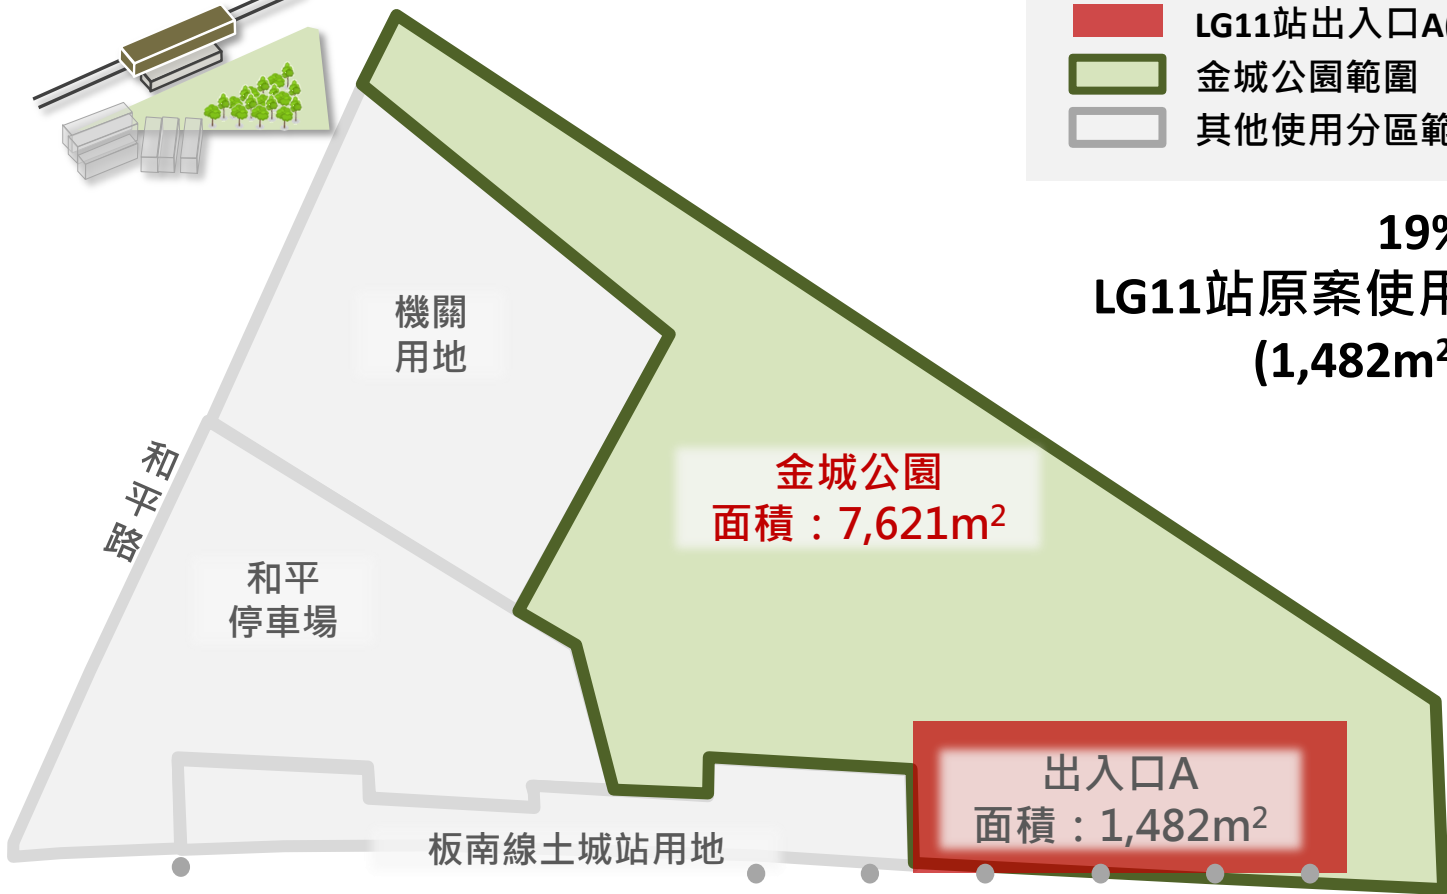 LG11站出入口A
金城公園範圍
其他使用分區範
19%
LG11站原案使用
(1,482m²
機關
用地
金城公園
面積：7,621m²
和平路
和平
停車場
出入口A
面積：1,482m²
板南線土城站用地